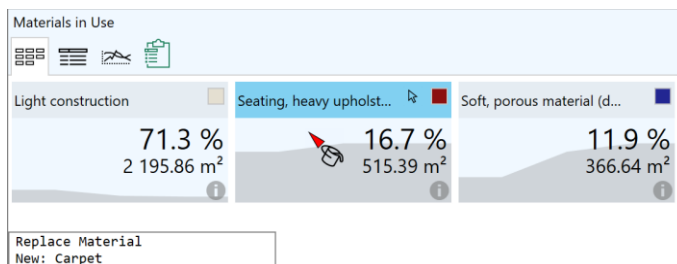 Materials in Use
Light construction
71.3 %
2 195.86 m²
Seating, heavy upholst...
16.7 %
515.39 m²
Soft, porous material (d...
11.9 %
366.64 m²
Replace Material
New: Carpet